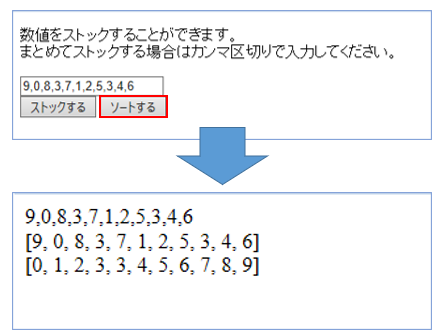 数値をストックすることができます。
まとめてストックする場合はカンマ区切りで入力してください。
9,0,8,3,7,1,2,5,3,4,6
ストックする ソートする
9,0,8,3,7,1,2,5,3,4,6
[9, 0, 8, 3, 7, 1, 2, 5, 3, 4, 6]
[0, 1, 2, 3, 3, 4, 5, 6, 7, 8, 9]